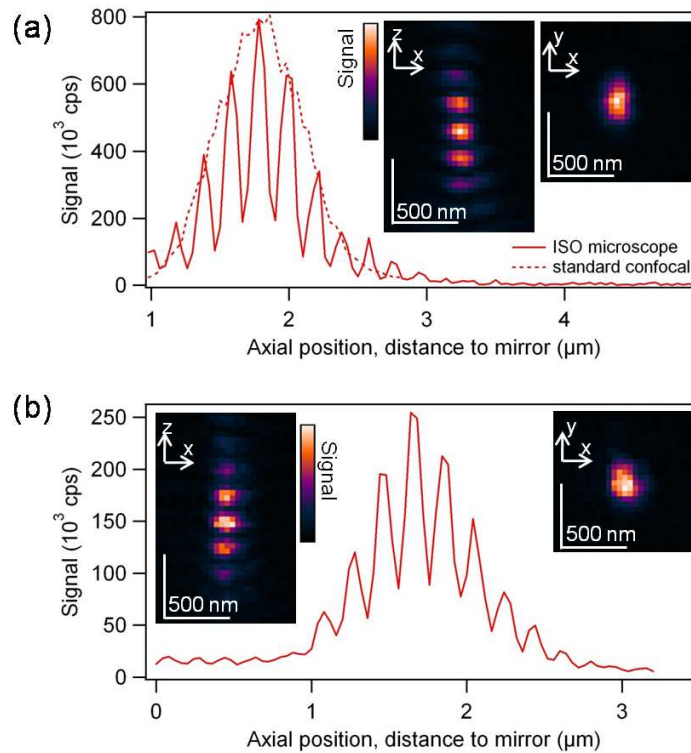 (a)
800
600
400
200
0
Signal (10³ cps)
Signal
z
x
500 nm
y
x
500 nm
ISO microscope
standard confocal
1
2
3
4
Axial position, distance to mirror (µm)
(b)
250
200
150
100
50
0
Signal (10³ cps)
z
x
500 nm
Signal
y
x
500 nm
0
1
2
3
Axial position, distance to mirror (µm)